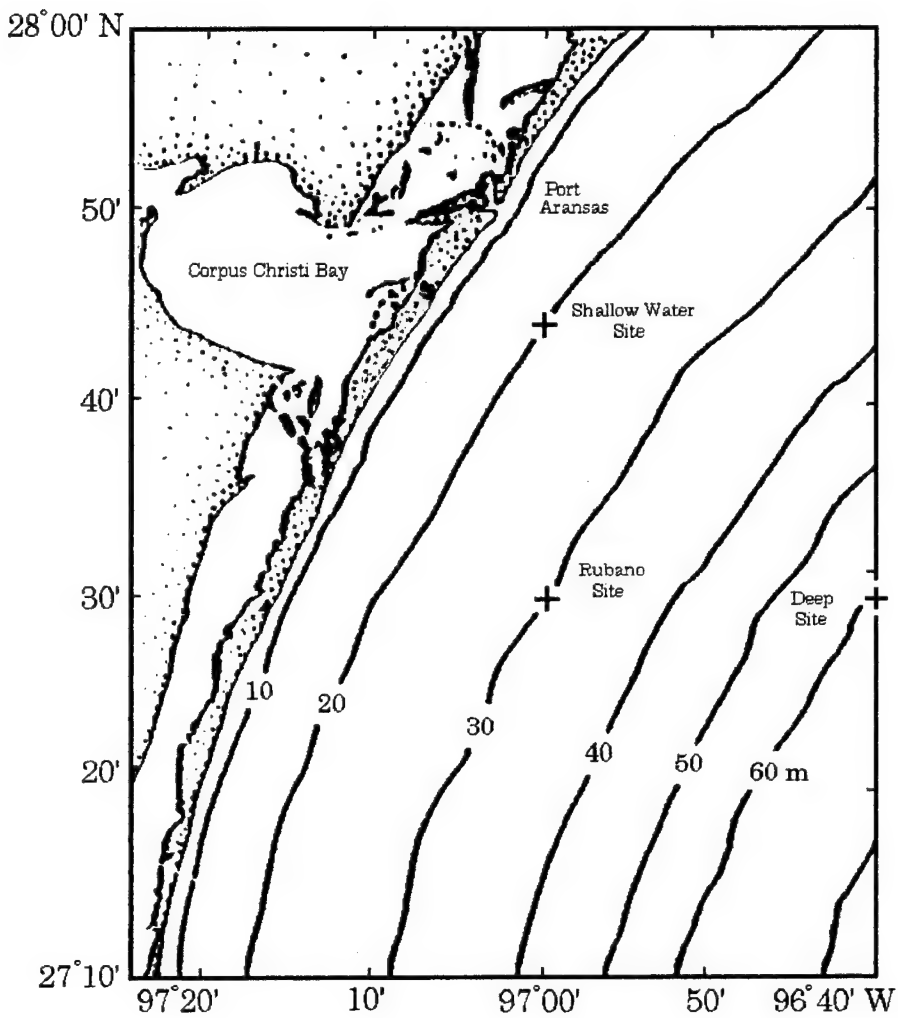 28°00' N
50'
Port
Aransas
Corpus Christi Bay
Shallow Water
Site
40'
Rubano
Site
30'
Deep
Site
10
20
30
40
50
60 m
20'
27°10'
97°20'
10'
97°00'
50'
96°40' W